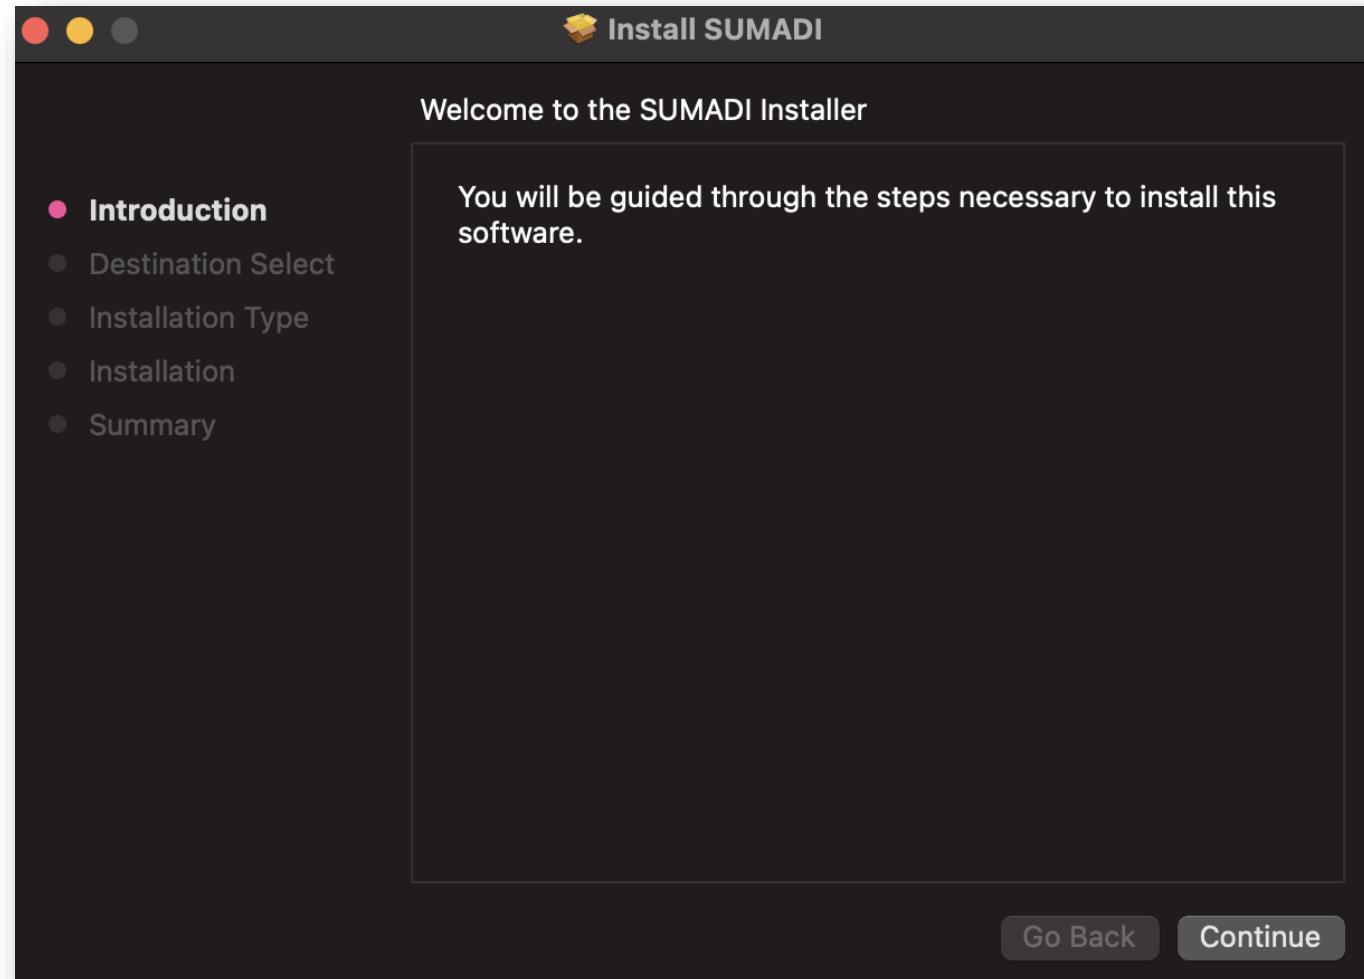 Install SUMADI
Welcome to the SUMADI Installer
Introduction
Destination Select
Installation Type
Installation
Summary
You will be guided through the steps necessary to install this
software.
Go Back
Continue